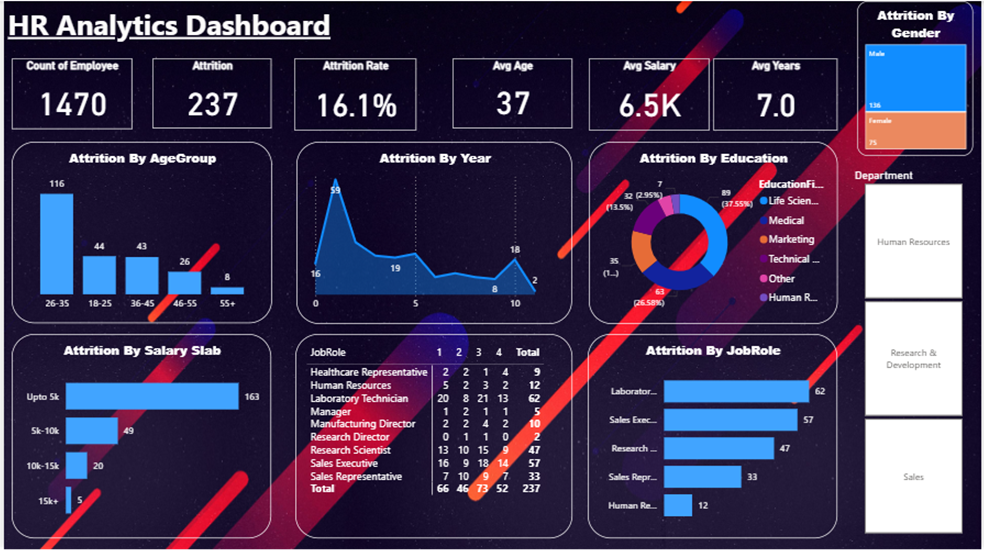 HR Analytics Dashboard
Count of Employee
1470
Attrition
237
Attrition Rate
16.1%
Avg Age
37
Avg Salary
6.5K
Avg Years
7.0
Attrition By
Gender
Male
136
Female
75
Attrition By AgeGroup
116
44
43
26
8
26-35 18-25 36-45 46-55 55+
Attrition By Year
59
16
19
18
8
2
0 5 10
Attrition By Education
7
(2.95%)
32
(13.5%)
35
(1...)
63
(26.58%)
89
(37.55%)
EducationFi...
Life Scien...
Medical
Marketing
Technical ...
Other
Human R...
Department
Human Resources
Research &
Development
Sales
Attrition By Salary Slab
Upto 5k 163
5k-10k 49
10k-15k 20
15k+ 5
JobRole 1 2 3 4 Total
Healthcare Representative 2 2 1 4 9
Human Resources 5 2 3 2 12
Laboratory Technician 20 8 21 13 62
Manager 1 2 1 1 5
Manufacturing Director 2 2 4 2 10
Research Director 0 1 1 0 2
Research Scientist 13 10 15 9 47
Sales Executive 16 9 18 14 57
Sales Representative 7 10 9 7 33
Total 66 46 73 52 237
Attrition By JobRole
Laborator... 62
Sales Exec... 57
Research ... 47
Sales Repr... 33
Human Re... 12